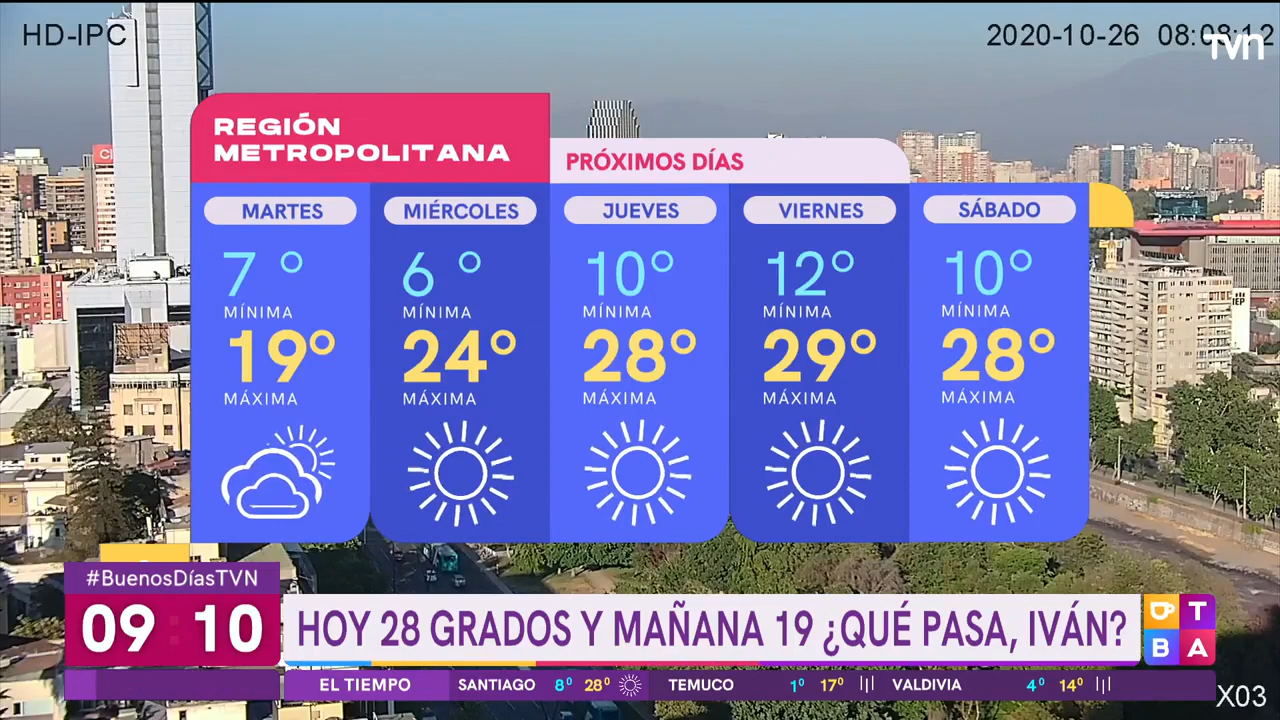 HD-IPC
2020-10-26 08:08:12
TVN
REGIÓN
METROPOLITANA
PRÓXIMOS DÍAS
MARTES MIÉRCOLES JUEVES VIERNES SÁBADO
7° 6° 10° 12° 10°
MÍNIMA MÍNIMA MÍNIMA MÍNIMA MÍNIMA
19° 24° 28° 29° 28°
MÁXIMA MÁXIMA MÁXIMA MÁXIMA MÁXIMA
#BuenosDíasTVN
09:10
HOY 28 GRADOS Y MAÑANA 19 ¿QUÉ PASA, IVÁN?
T
B A
EL TIEMPO SANTIAGO 8° 28° TEMUCO 1° 17° VALDIVIA 4° 14°
X03